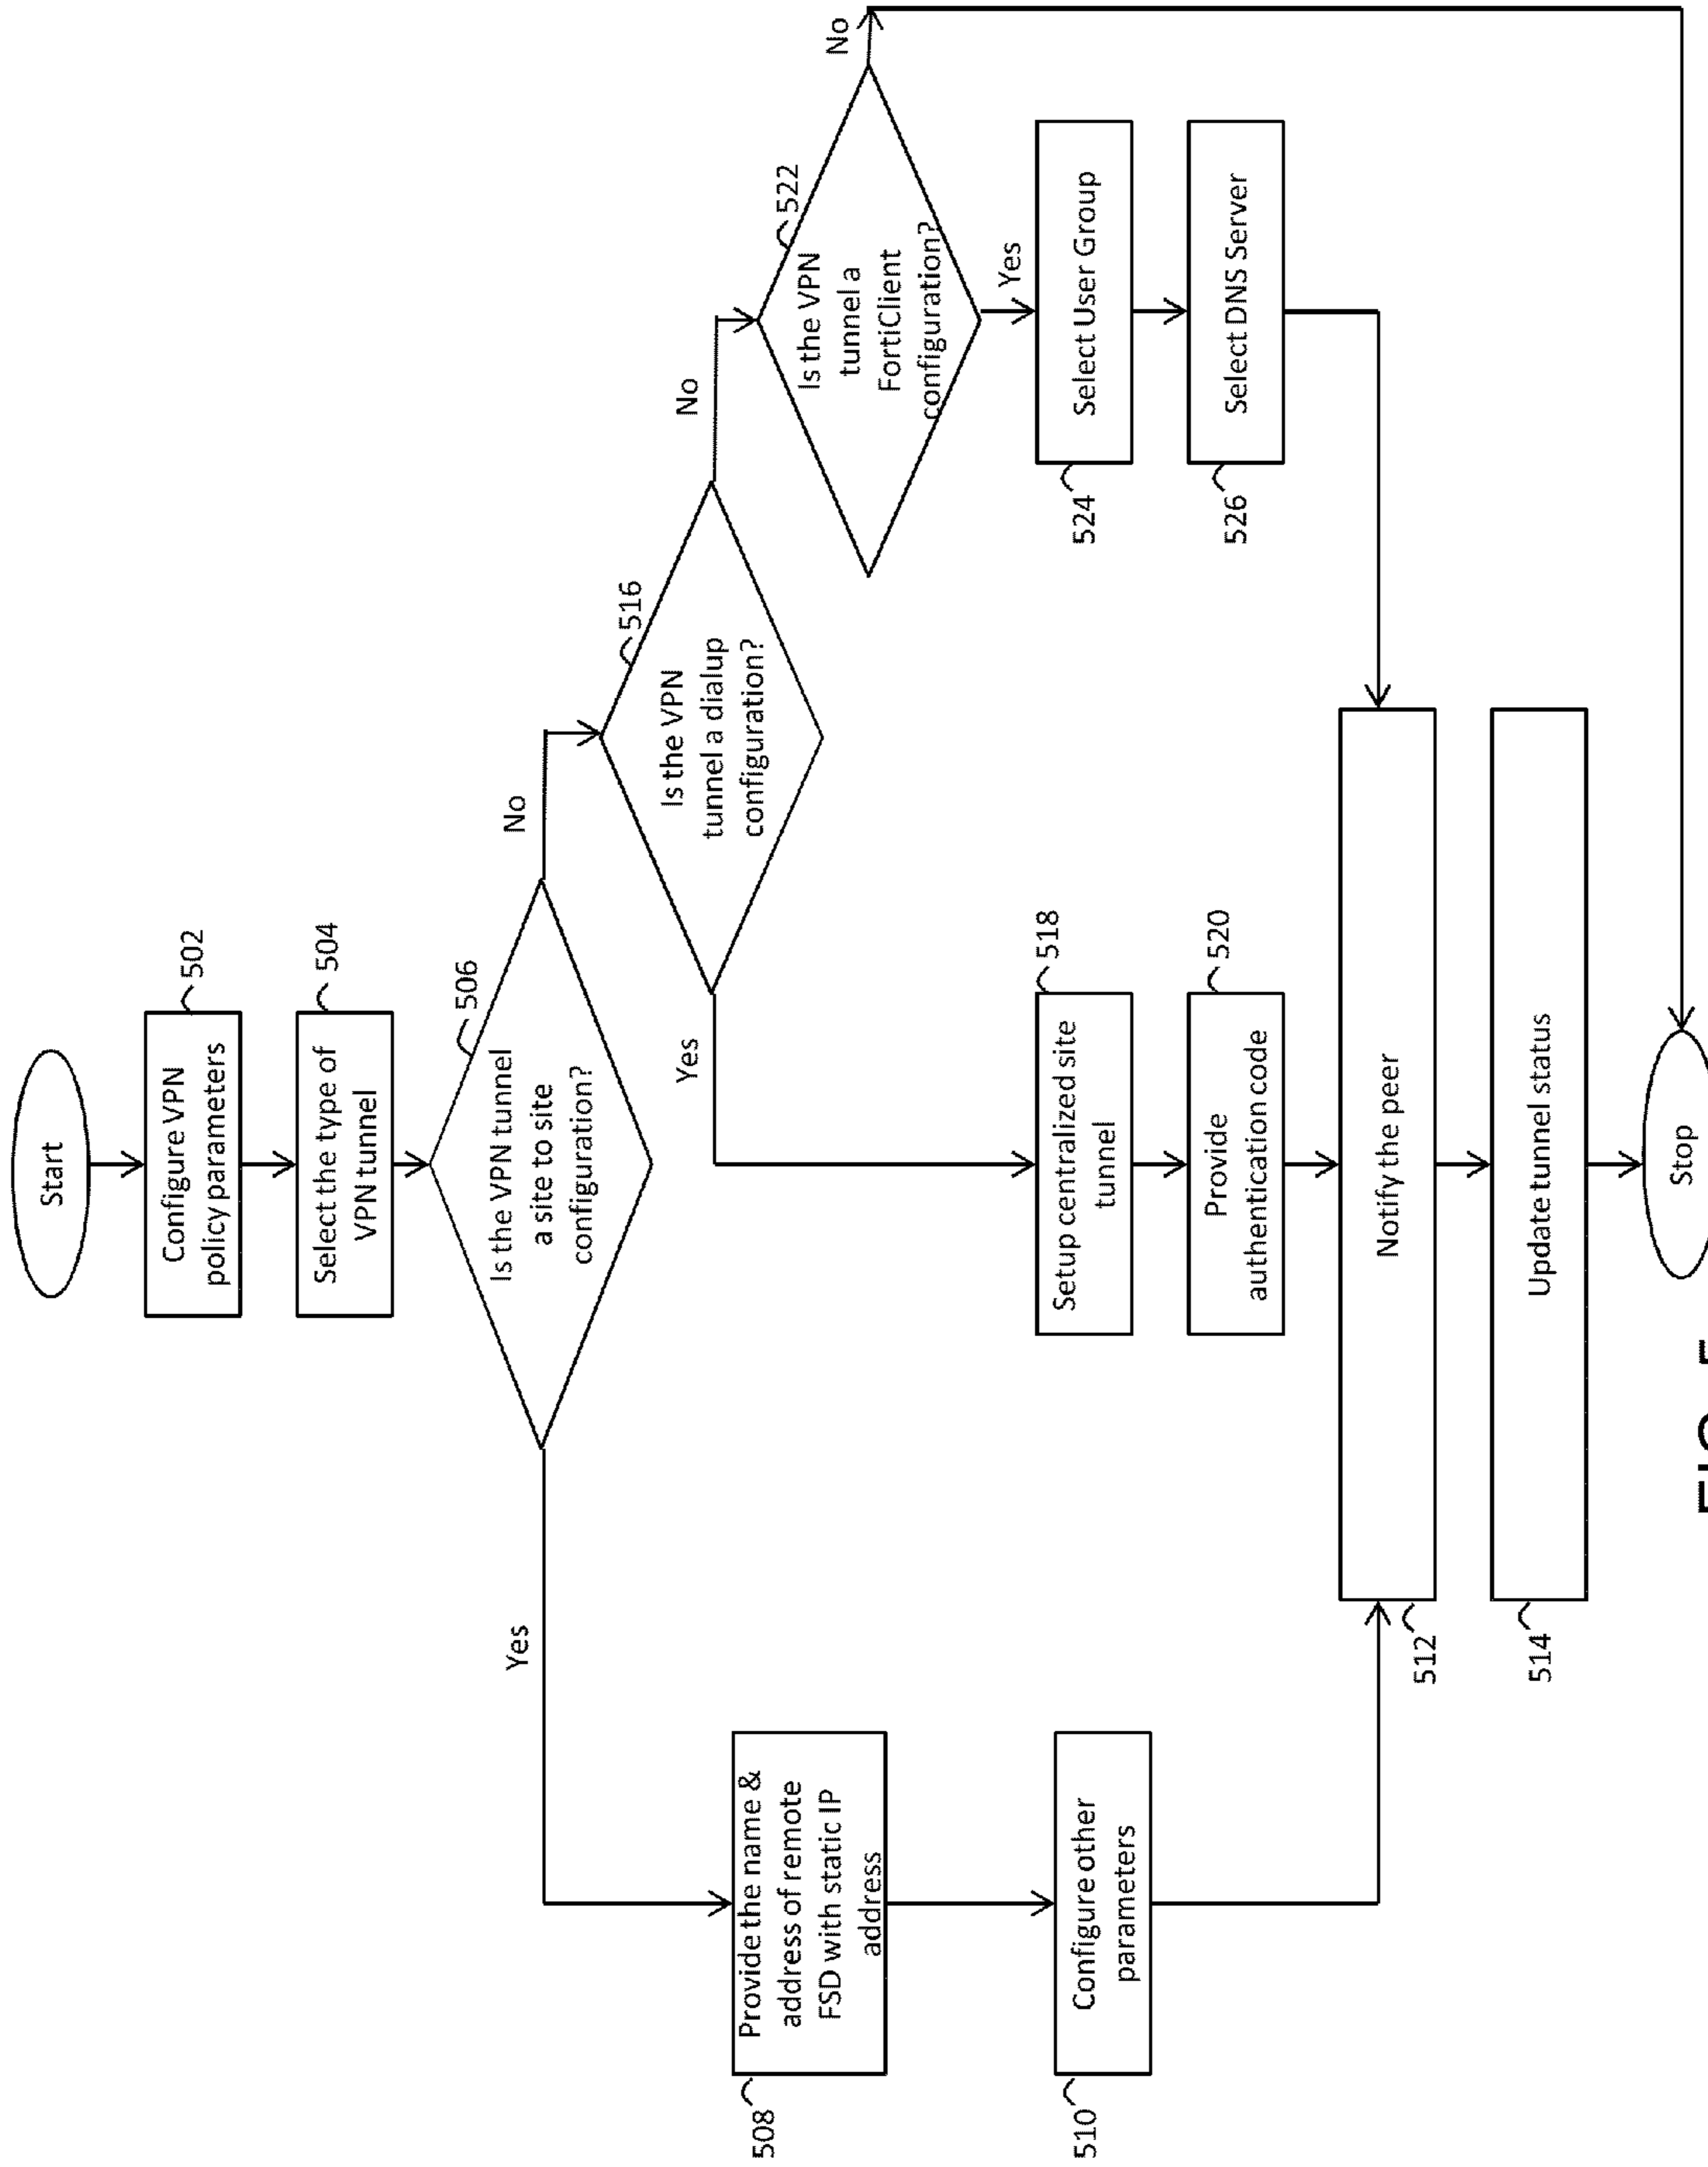 Start
Configure VPN
policy parameters
502
Select the type of
VPN tunnel
504
Is the VPN tunnel
a site to site
configuration?
506
Yes
No
Provide the name &
address of remote
FSD with static IP
address
508
Configure other
parameters
510
Is the VPN
tunnel a dialup
configuration?
516
Yes
No
Setup centralized site
tunnel
518
Provide
authentication code
520
Is the VPN
tunnel a
FortiClient
configuration?
522
No
Yes
Select User Group
524
Select DNS Server
526
Notify the peer
512
Update tunnel status
514
Stop